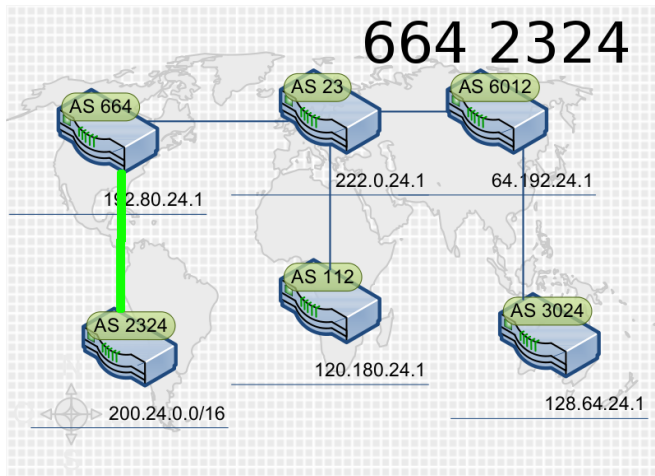 664 2324
AS 664
AS 23
AS 6012
192.80.24.1
222.0.24.1
64.192.24.1
AS 2324
AS 112
AS 3024
200.24.0.0/16
120.180.24.1
128.64.24.1